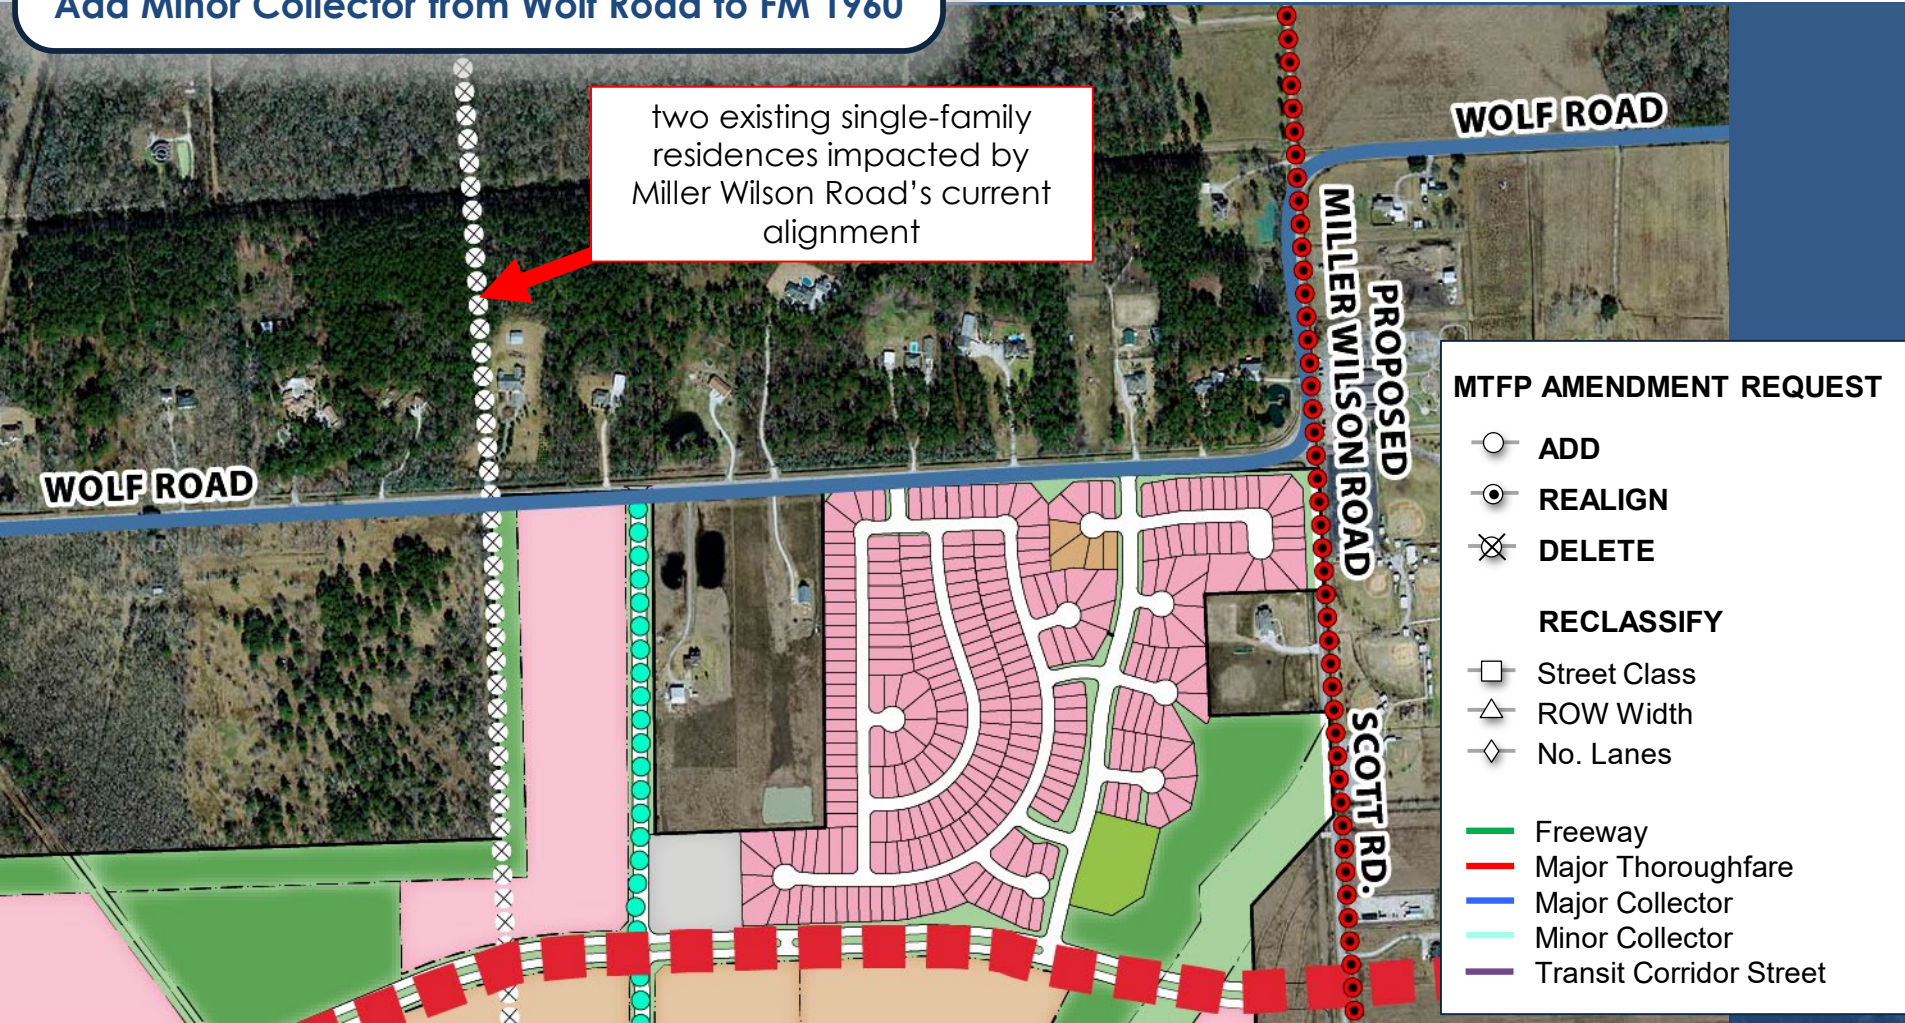 Add Minor Collector from Wolf Road to FM 1960
two existing single-family
residences impacted by
Miller Wilson Road’s current
alignment
WOLF ROAD
WOLF ROAD
PROPOSED
MILLER WILSON ROAD
SCOTT RD.
MTFP AMENDMENT REQUEST
ADD
REALIGN
DELETE
RECLASSIFY
Street Class
ROW Width
No. Lanes
Freeway
Major Thoroughfare
Major Collector
Minor Collector
Transit Corridor Street